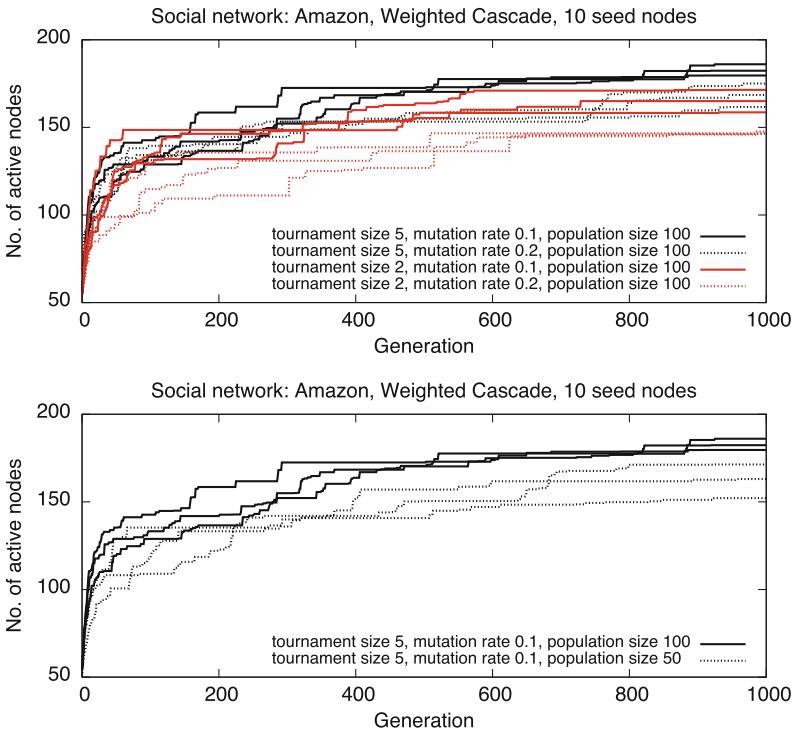 Social network: Amazon, Weighted Cascade, 10 seed nodes
200
150
100
50
No. of active nodes
tournament size 5, mutation rate 0.1, population size 100
tournament size 5, mutation rate 0.2, population size 100
tournament size 2, mutation rate 0.1, population size 100
tournament size 2, mutation rate 0.2, population size 100
0 200 400 600 800 1000
Generation
Social network: Amazon, Weighted Cascade, 10 seed nodes
200
150
100
50
No. of active nodes
tournament size 5, mutation rate 0.1, population size 100
tournament size 5, mutation rate 0.1, population size 50
0 200 400 600 800 1000
Generation